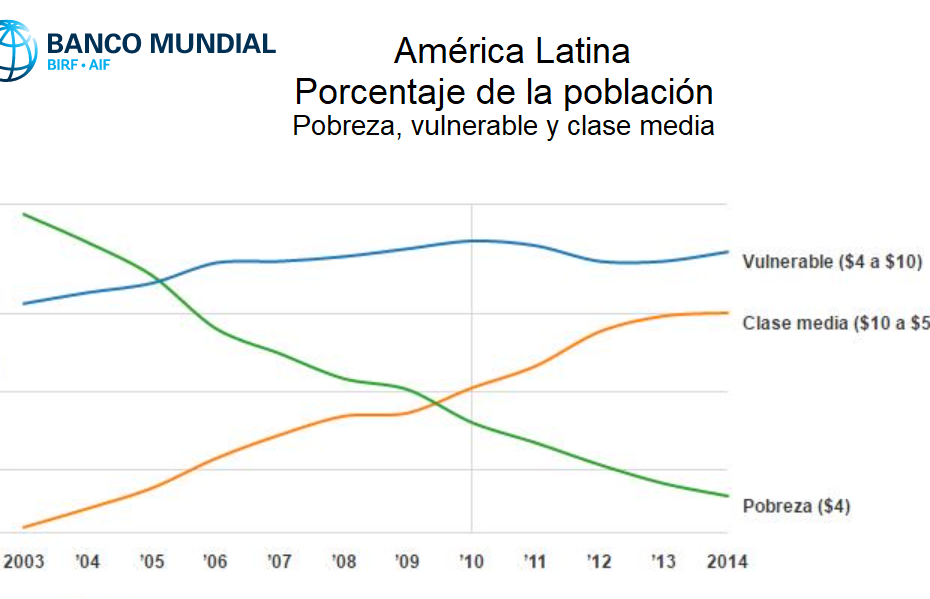 BANCO MUNDIAL
BIRF • AIF
América Latina
Porcentaje de la población
Pobreza, vulnerable y clase media
Vulnerable ($4 a $10)
Clase media ($10 a $5
Pobreza ($4)
2003 ’04 ’05 ’06 ’07 ’08 ’09 ’10 ’11 ’12 ’13 2014